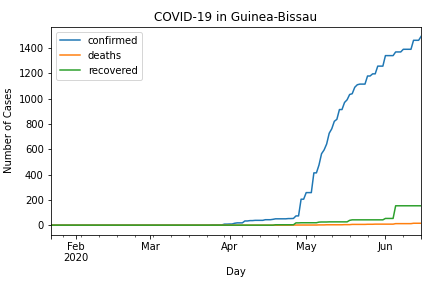 COVID-19 in Guinea-Bissau
confirmed
deaths
recovered
Number of Cases
1400
1200
1000
800
600
400
200
0
Feb
2020
Mar
Apr
May
Jun
Day